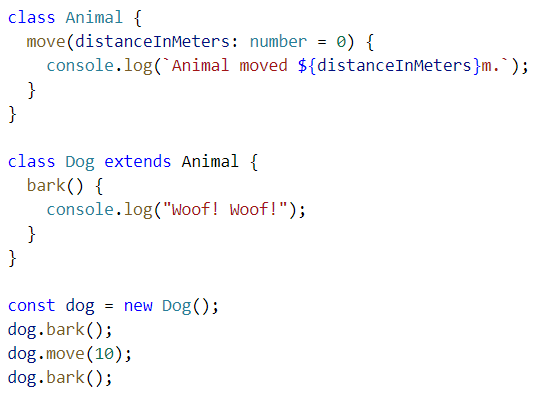 class Animal {
  move(distanceInMeters: number = 0) {
    console.log(`Animal moved ${distanceInMeters}m.`);
  }
}

class Dog extends Animal {
  bark() {
    console.log("Woof! Woof!");
  }
}

const dog = new Dog();
dog.bark();
dog.move(10);
dog.bark();